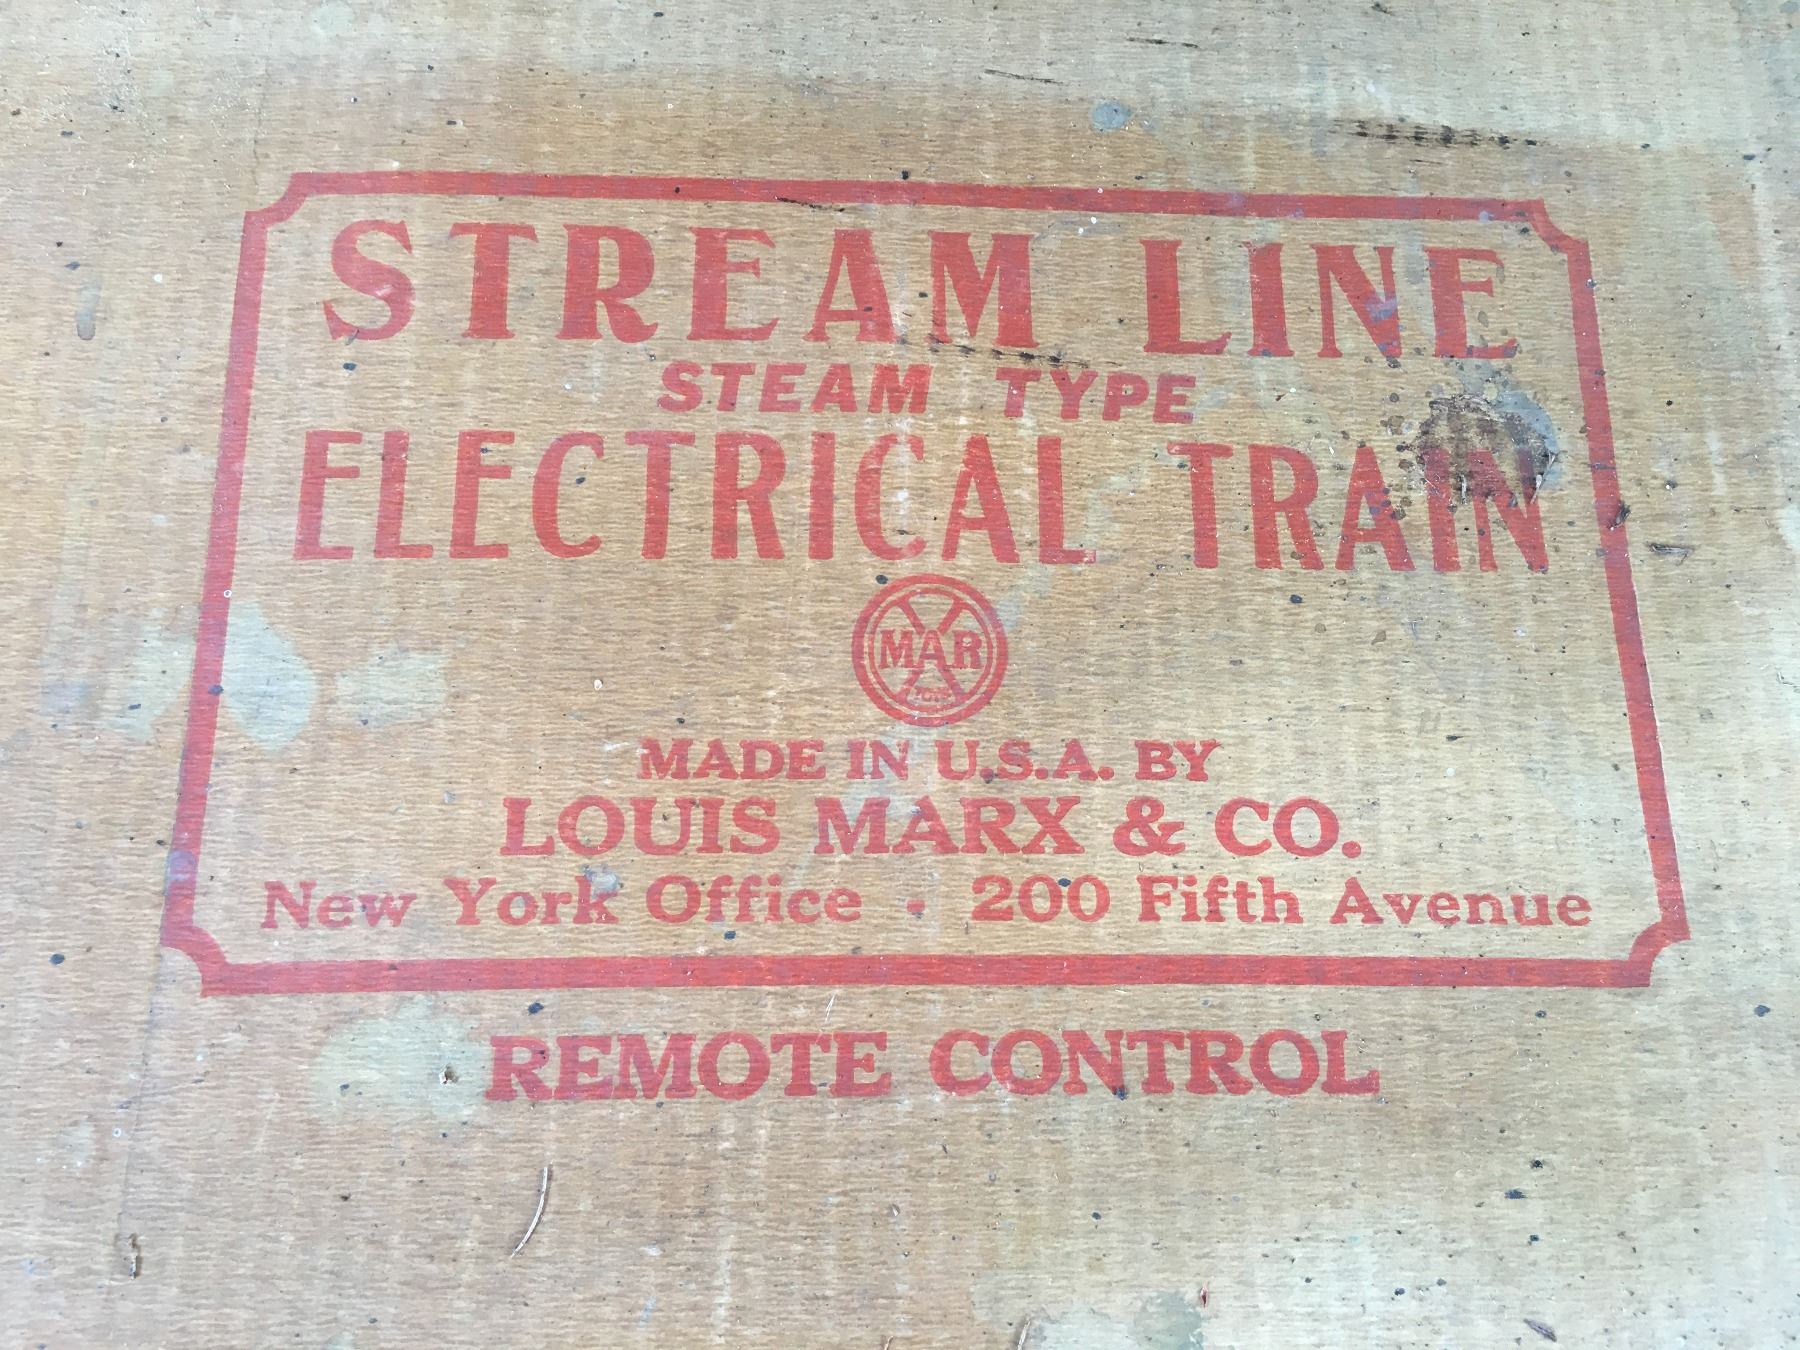 STREAM LINE
STEAM TYPE
ELECTRICAL TRAIN
MAR
TOYS
MADE IN U.S.A. BY
LOUIS MARX & CO.
New York Office · 200 Fifth Avenue
REMOTE CONTROL